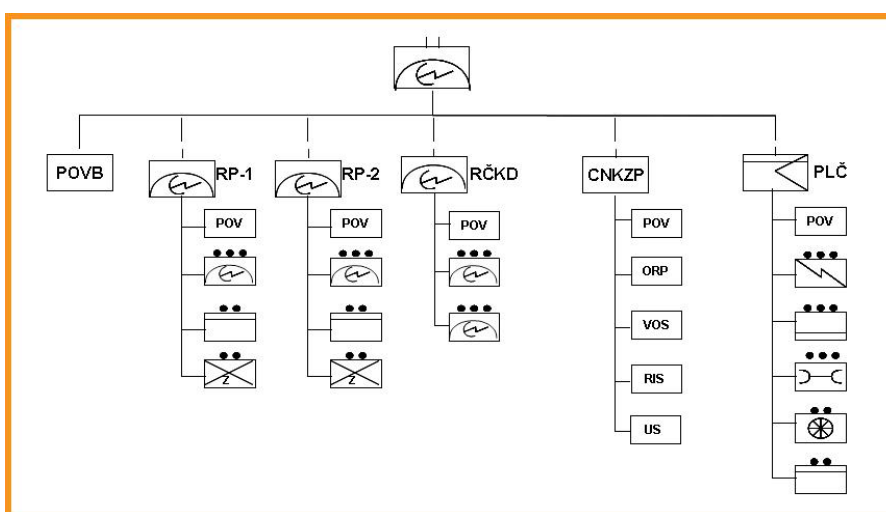 POVB
RP-1
RP-2
RČKD
CNKZP
PLČ
POV
POV
POV
POV
POV
ORP
VOS
Z
Z
RIS
US